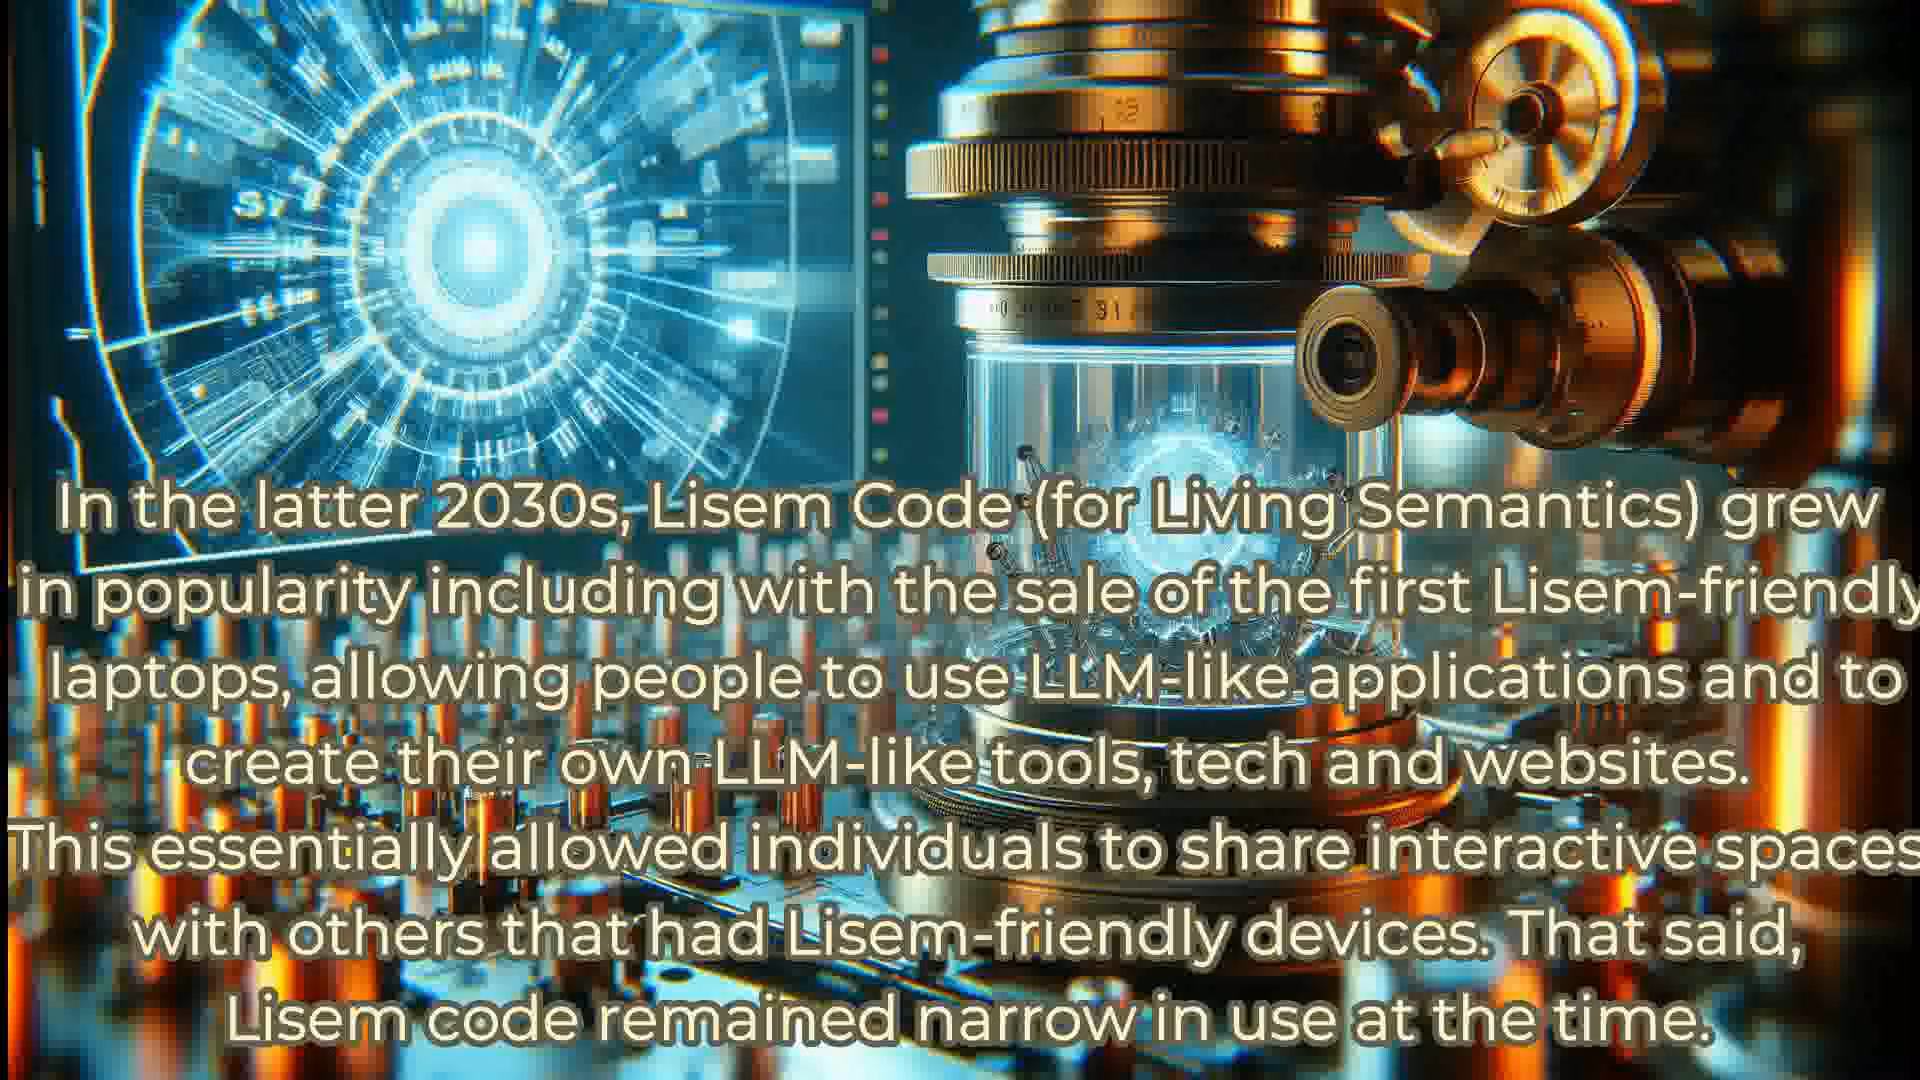 In the latter 2030s, Lisem Code (for Living Semantics) grew
in popularity including with the sale of the first Lisem-friendly
laptops, allowing people to use LLM-like applications and to
create their own LLM-like tools, tech and websites.
This essentially allowed individuals to share interactive spaces
with others that had Lisem-friendly devices. That said,
Lisem code remained narrow in use at the time.